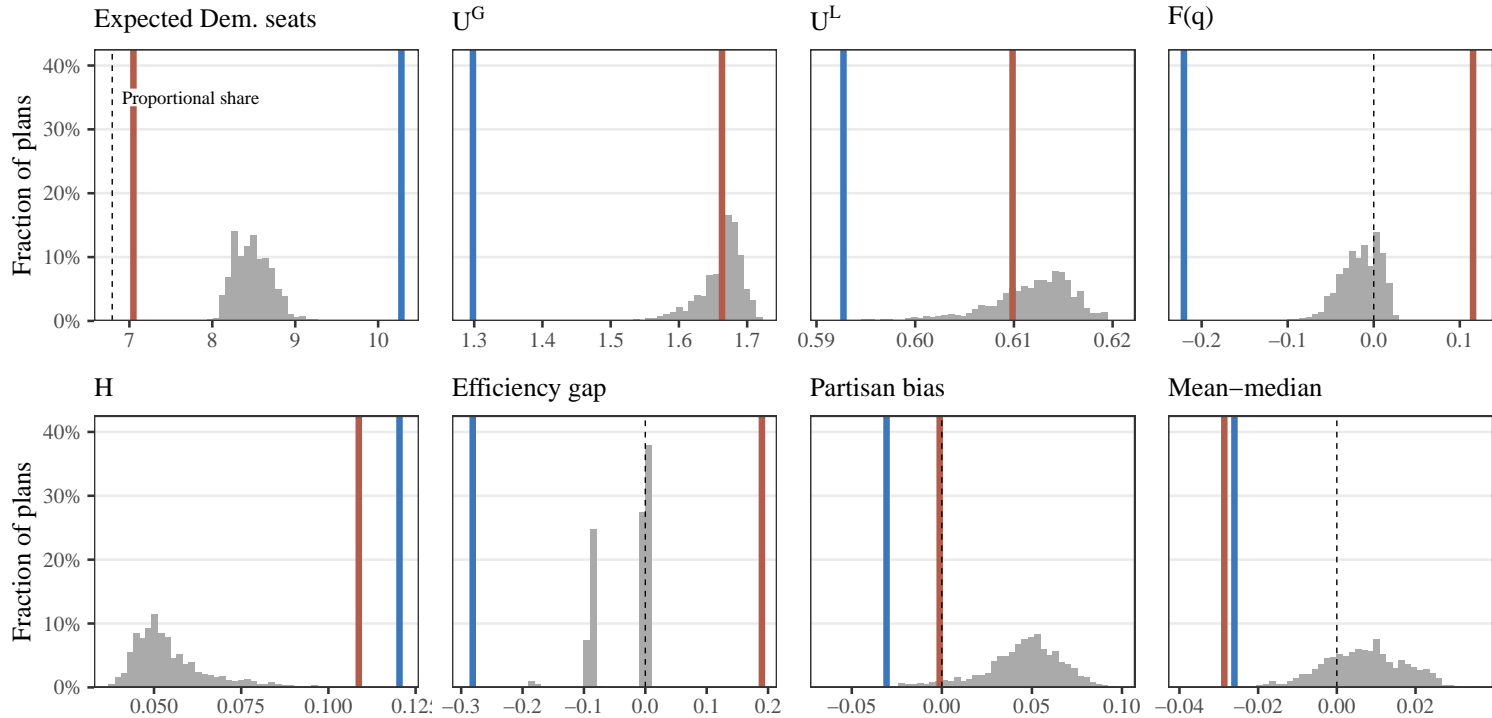 Expected Dem. seats
U^G
U^L
F(q)
Fraction of plans
40%
30%
20%
10%
0%
Proportional share
7 8 9 10
1.3 1.4 1.5 1.6 1.7
0.59 0.60 0.61 0.62
−0.2 −0.1 0.0 0.1
H
Efficiency gap
Partisan bias
Mean−median
Fraction of plans
40%
30%
20%
10%
0%
0.050 0.075 0.100 0.125
−0.3 −0.2 −0.1 0.0 0.1 0.2
−0.05 0.00 0.05 0.10
−0.04 −0.02 0.00 0.02